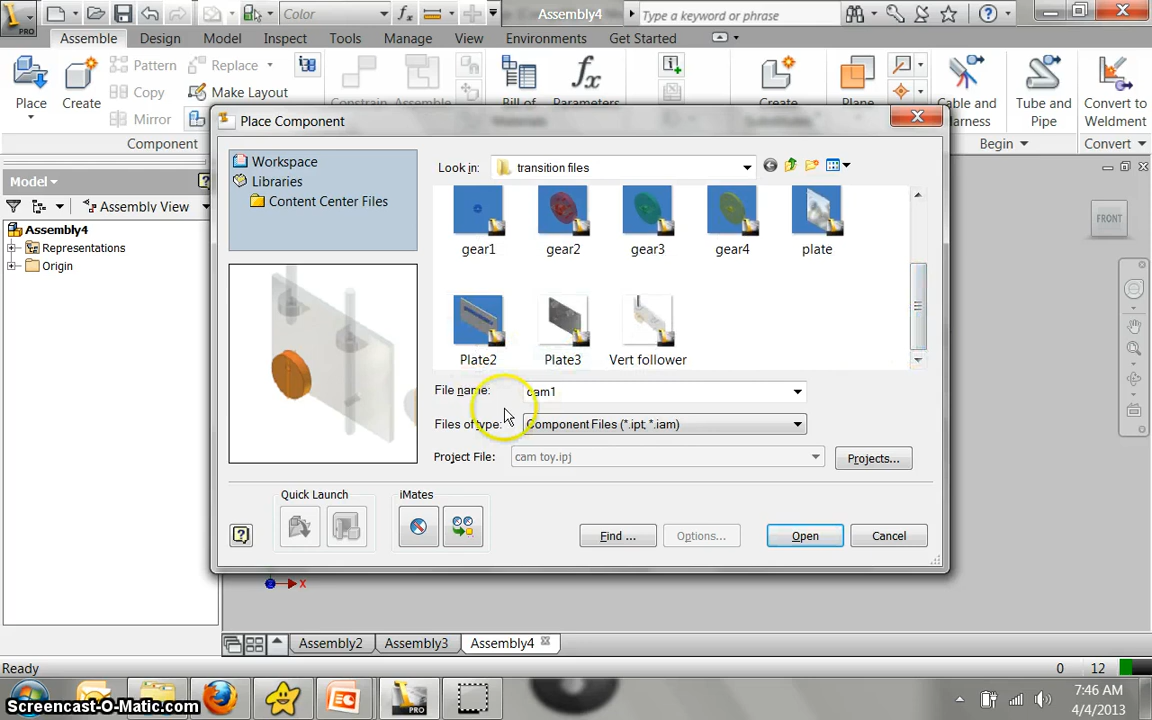 Color
Assembly4
Type a keyword or phrase
PRO
Assemble
Design
Model
Inspect
Tools
Manage
View
Environments
Get Started
Place
Create
Pattern
Copy
Mirror
Replace
Make Layout
Constrain
Assemble
Bill of
Parameters
Create
Plane
Cable and
Harness
Tube and
Pipe
Convert to
Weldment
Component
Begin
Convert
Place Component
Model
Assembly View
Assembly4
Representations
Origin
Workspace
Libraries
Content Center Files
Look in:
transition files
gear1
gear2
gear3
gear4
plate
Plate2
Plate3
Vert follower
File name:
cam1
Files of type:
Component Files (*.ipt; *.iam)
Project File:
cam toy.ipj
Projects...
Quick Launch
iMates
Find ...
Options...
Open
Cancel
FRONT
X
Assembly2
Assembly3
Assembly4
Ready
0
12
Screencast-O-Matic.com
7:46 AM
4/4/2013